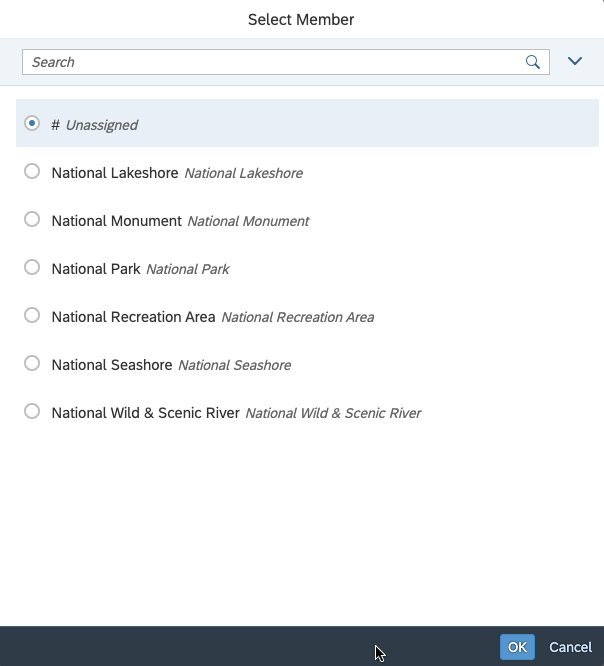 Select Member
Search
# Unassigned
National Lakeshore National Lakeshore
National Monument National Monument
National Park National Park
National Recreation Area National Recreation Area
National Seashore National Seashore
National Wild & Scenic River National Wild & Scenic River
OK Cancel